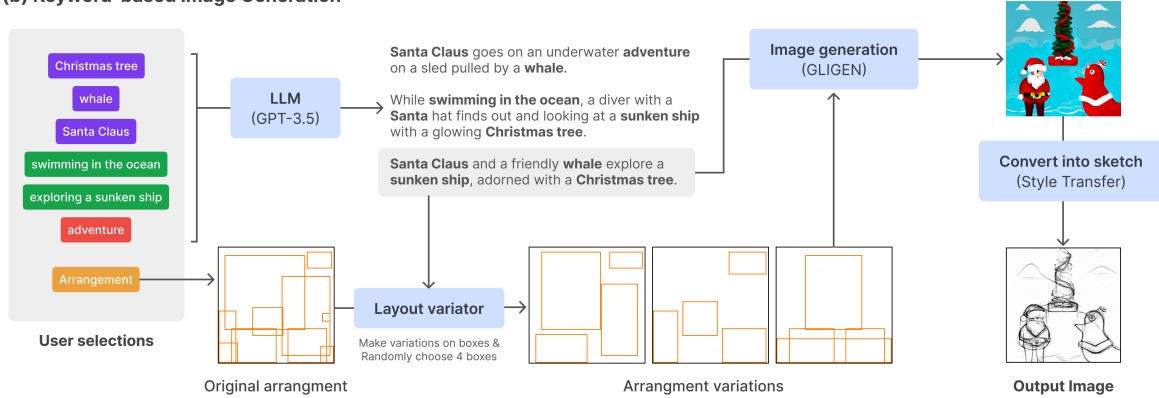 (b) Keyword-based Image Generation
Christmas tree
whale
Santa Claus
swimming in the ocean
exploring a sunken ship
adventure
Arrangement
User selections
LLM
(GPT-3.5)
Santa Claus goes on an underwater adventure
on a sled pulled by a whale.
While swimming in the ocean, a diver with a
Santa hat finds out and looking at a sunken ship
with a glowing Christmas tree.
Santa Claus and a friendly whale explore a
sunken ship, adorned with a Christmas tree.
Image generation
(GLIGEN)
Convert into sketch
(Style Transfer)
Layout variator
Make variations on boxes &
Randomly choose 4 boxes
Original arrangment
Arrangment variations
Output Image